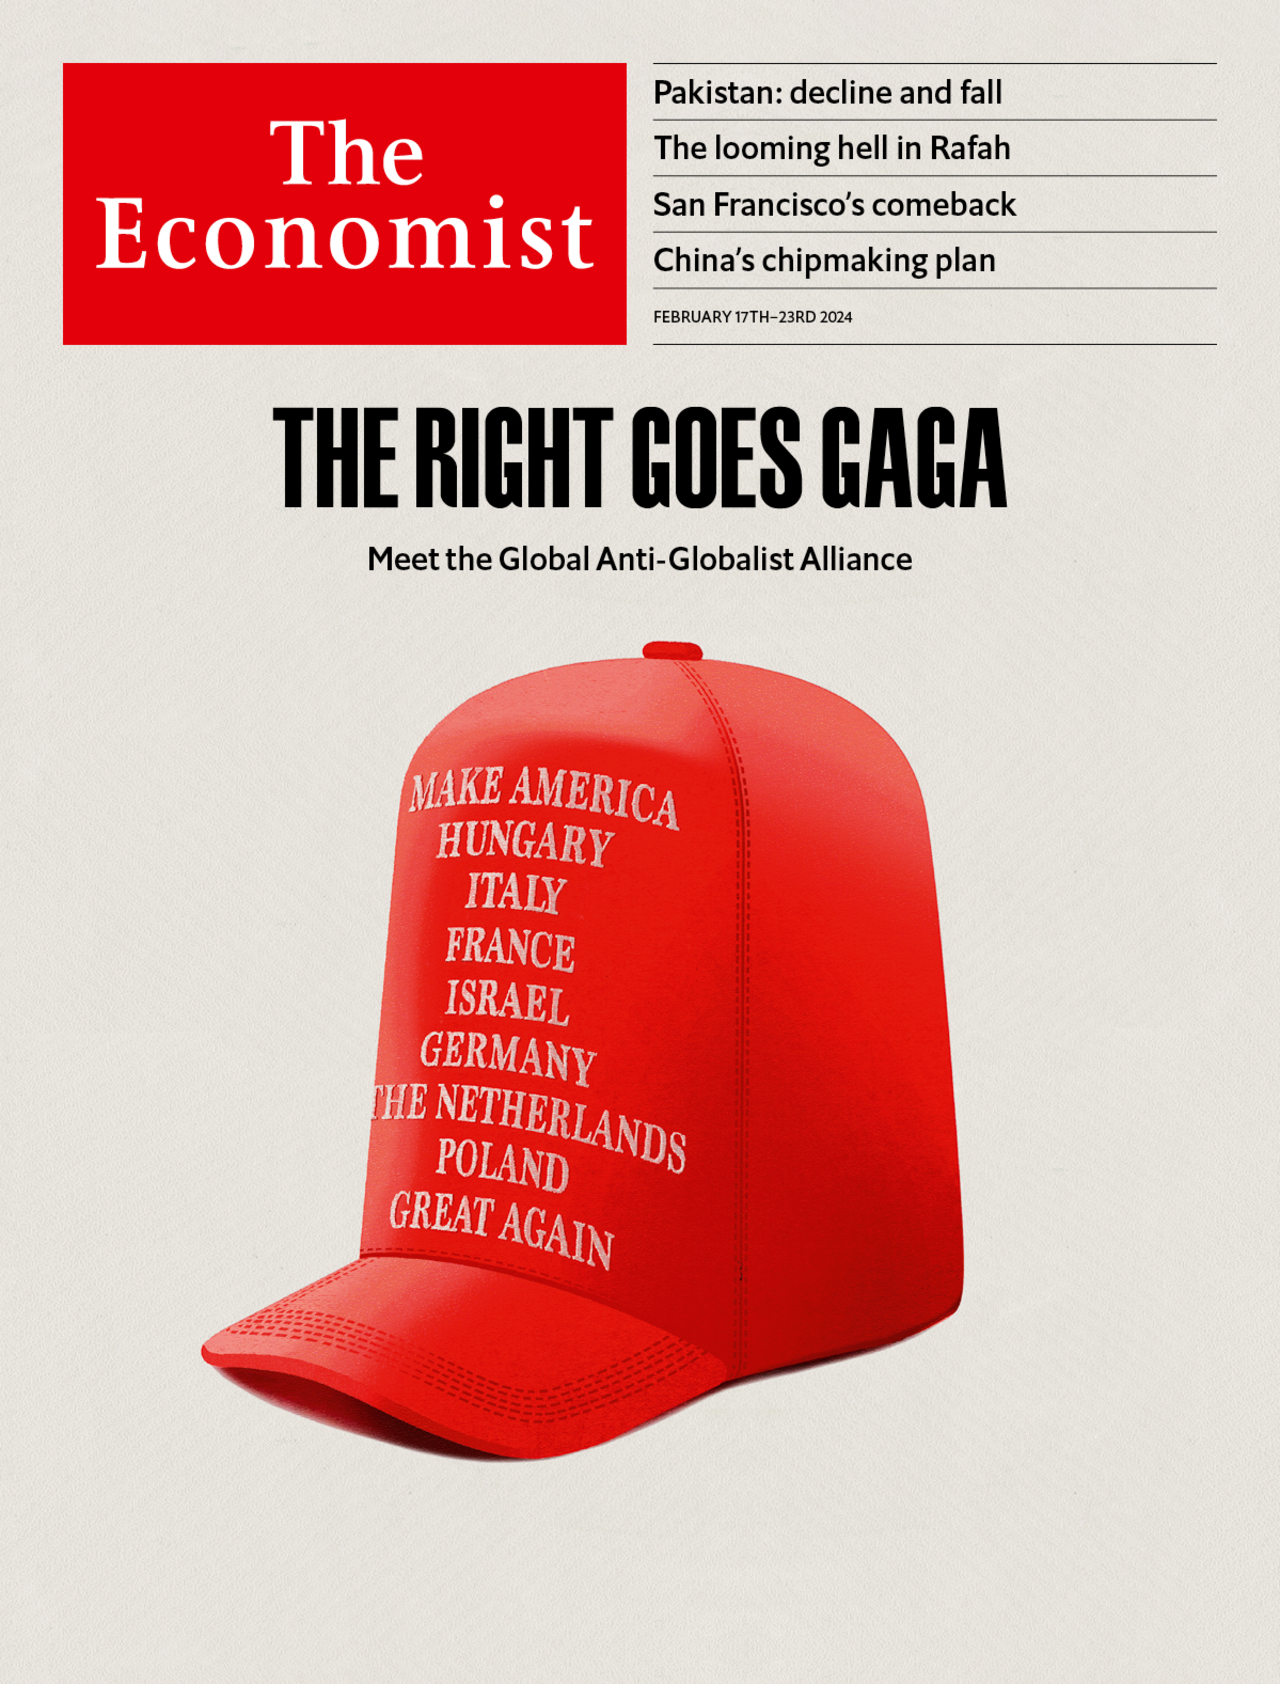 The
Economist
Pakistan: decline and fall
The looming hell in Rafah
San Francisco’s comeback
China’s chipmaking plan
FEBRUARY 17TH–23RD 2024
THE RIGHT GOES GAGA
Meet the Global Anti-Globalist Alliance
MAKE AMERICA
HUNGARY
ITALY
FRANCE
ISRAEL
GERMANY
THE NETHERLANDS
POLAND
GREAT AGAIN